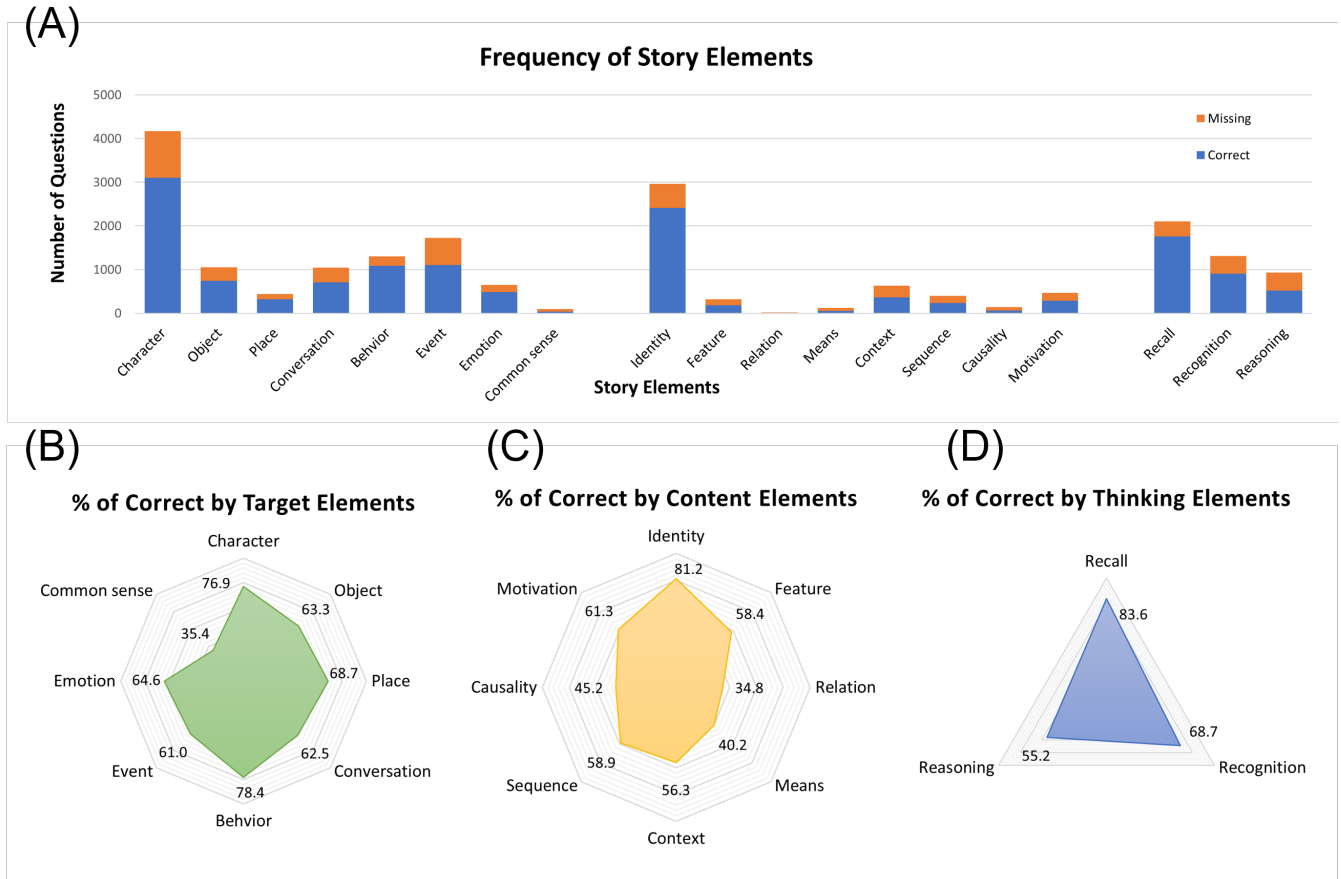 (A)
Frequency of Story Elements
Number of Questions
5000
4000
3000
2000
1000
0
Missing
Correct
Character
Object
Place
Conversation
Behvior
Event
Emotion
Common sense
Identity
Feature
Relation
Means
Context
Sequence
Causality
Motivation
Recall
Recognition
Reasoning
Story Elements
(B)
% of Correct by Target Elements
Character
76.9
Object
63.3
Place
68.7
Conversation
62.5
Behvior
78.4
Event
61.0
Emotion
64.6
Common sense
35.4
(C)
% of Correct by Content Elements
Identity
81.2
Feature
58.4
Relation
34.8
Means
40.2
Context
56.3
Sequence
58.9
Causality
45.2
Motivation
61.3
(D)
% of Correct by Thinking Elements
Recall
83.6
Recognition
68.7
Reasoning
55.2